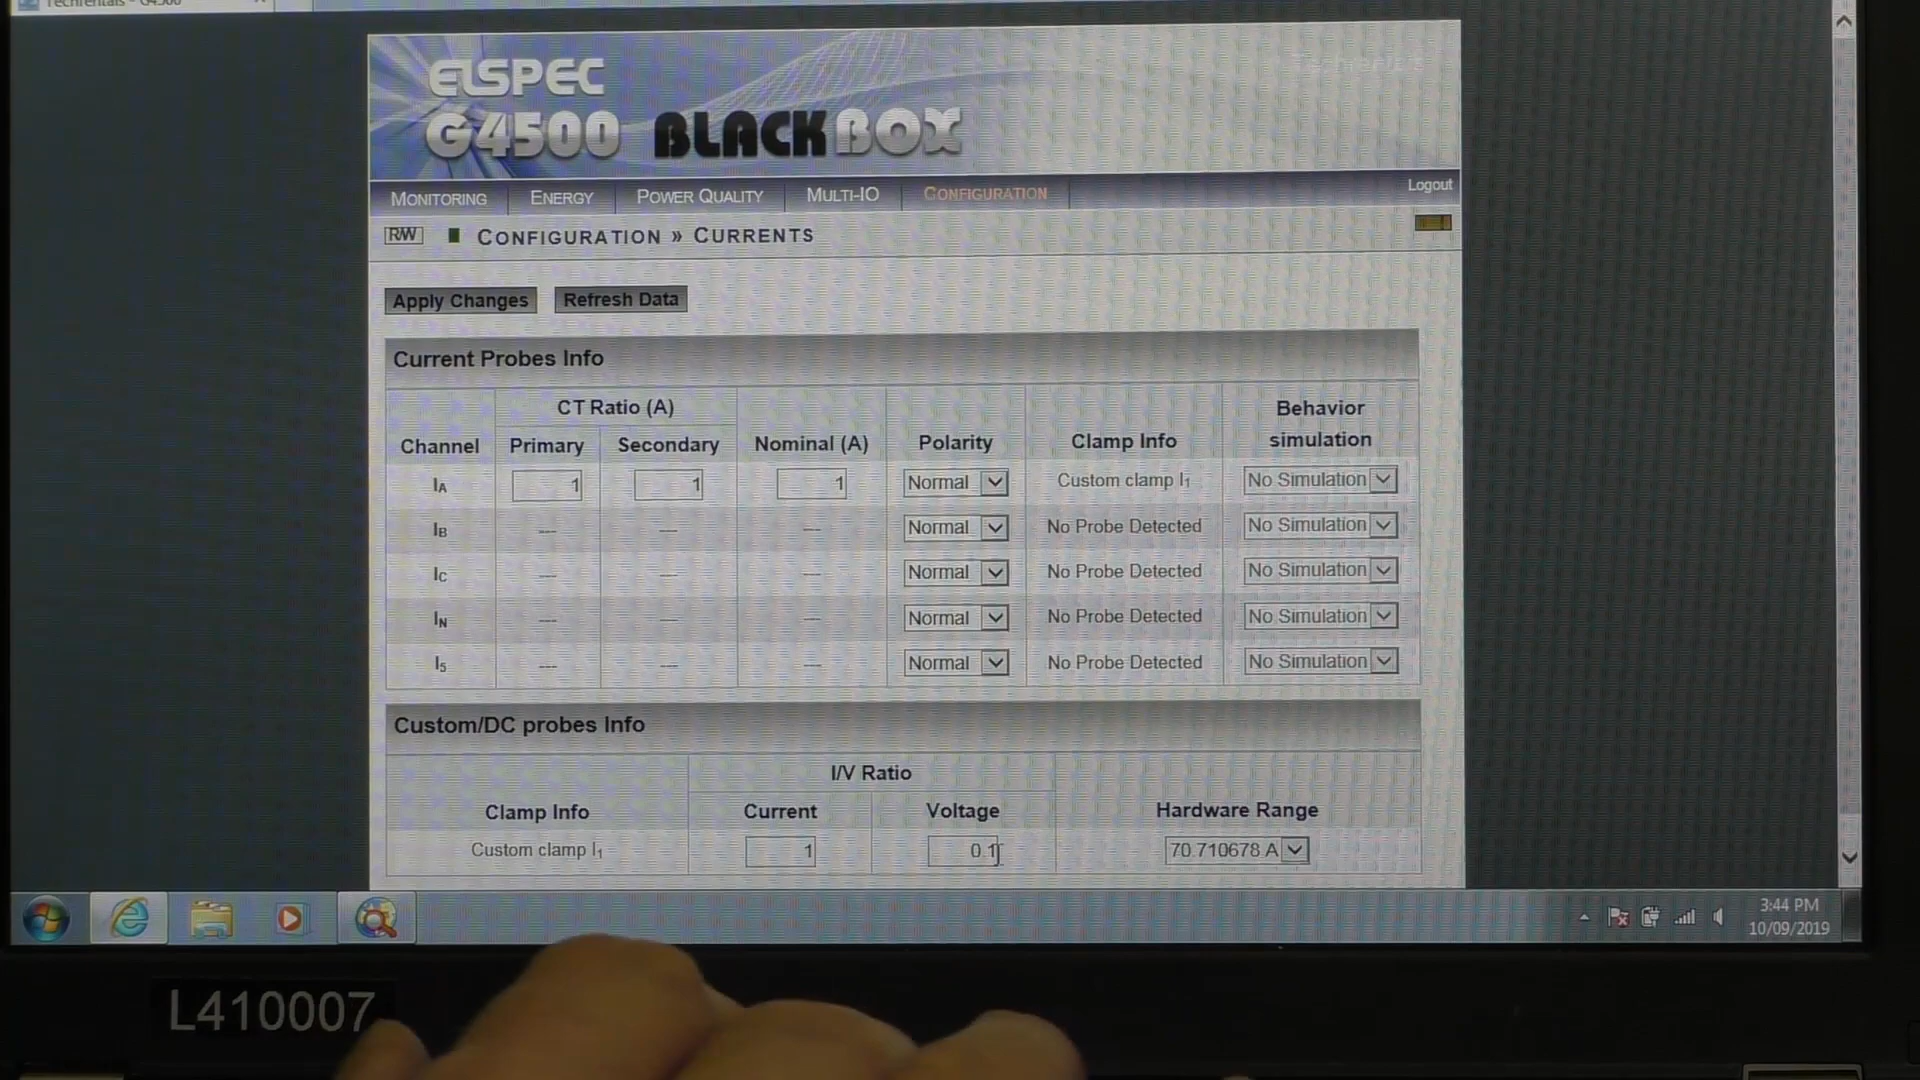 Techrentals - G4500
ELSPEC
G4500 BLACKBOX
MONITORING ENERGY POWER QUALITY MULTI-IO CONFIGURATION Logout
R/W CONFIGURATION » CURRENTS
Apply Changes Refresh Data
Current Probes Info
CT Ratio (A) Behavior
Channel Primary Secondary Nominal (A) Polarity Clamp Info simulation
IA 1 1 1 Normal Custom clamp I1 No Simulation
IB --- --- --- Normal No Probe Detected No Simulation
IC --- --- --- Normal No Probe Detected No Simulation
IN --- --- --- Normal No Probe Detected No Simulation
I5 --- --- --- Normal No Probe Detected No Simulation
Custom/DC probes Info
I/V Ratio
Clamp Info Current Voltage Hardware Range
Custom clamp I1 1 0.1 70.710678 A
3:44 PM
10/09/2019
L410007